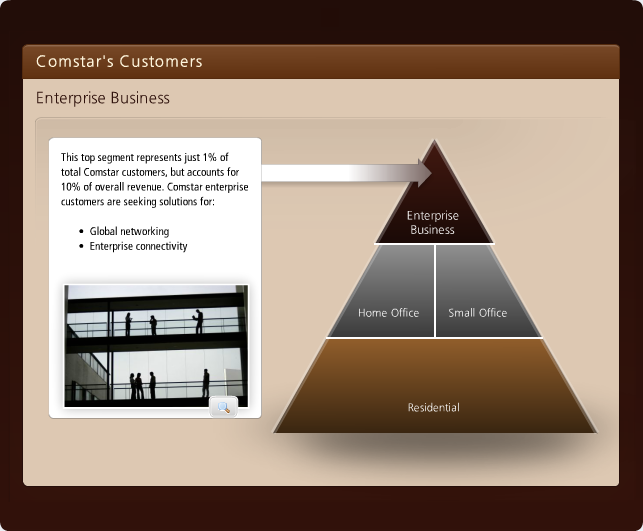 Comstar's Customers
Enterprise Business
This top segment represents just 1% of
total Comstar customers, but accounts for
10% of overall revenue. Comstar enterprise
customers are seeking solutions for:
• Global networking
• Enterprise connectivity
Enterprise
Business
Home Office
Small Office
Residential